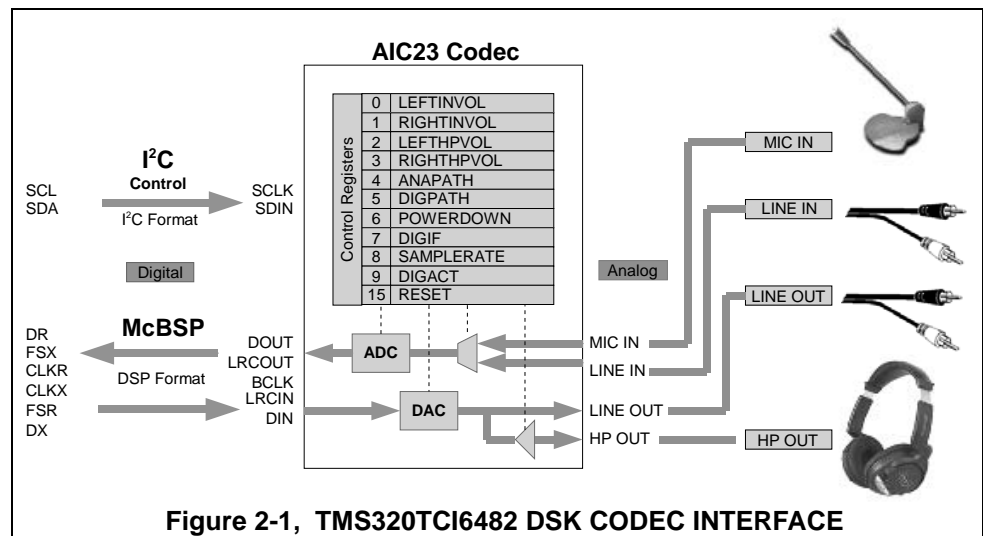 AIC23 Codec
Control Registers
0 LEFTINVOL
1 RIGHTINVOL
2 LEFTHPVOL
3 RIGHTHPVOL
4 ANAPATH
5 DIGPATH
6 POWERDOWN
7 DIGIF
8 SAMPLERATE
9 DIGACT
15 RESET
I²C
Control
SCL
SDA
I²C Format
SCLK
SDIN
Digital
Analog
McBSP
DR
FSX
CLKR
CLKX
FSR
DX
DSP Format
DOUT
LRCOUT
BCLK
LRCIN
DIN
ADC
DAC
MIC IN
LINE IN
LINE OUT
HP OUT
MIC IN
LINE IN
LINE OUT
HP OUT
Figure 2-1, TMS320TCI6482 DSK CODEC INTERFACE